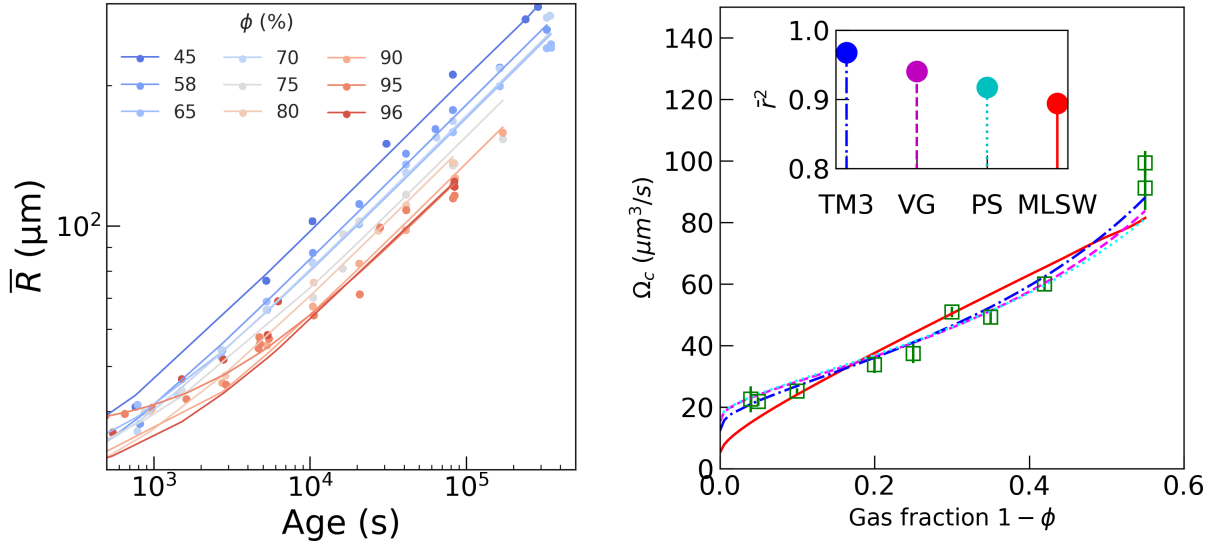 ϕ (%)
45
58
65
70
75
80
90
95
96
10²
R̅ (μm)
10³
10⁴
10⁵
Age (s)
140
120
100
80
60
40
20
0
Ω_c (μm³/s)
0.0
0.2
0.4
0.6
Gas fraction 1 − ϕ
1.0
0.9
0.8
r̄²
TM3
VG
PS
MLSW